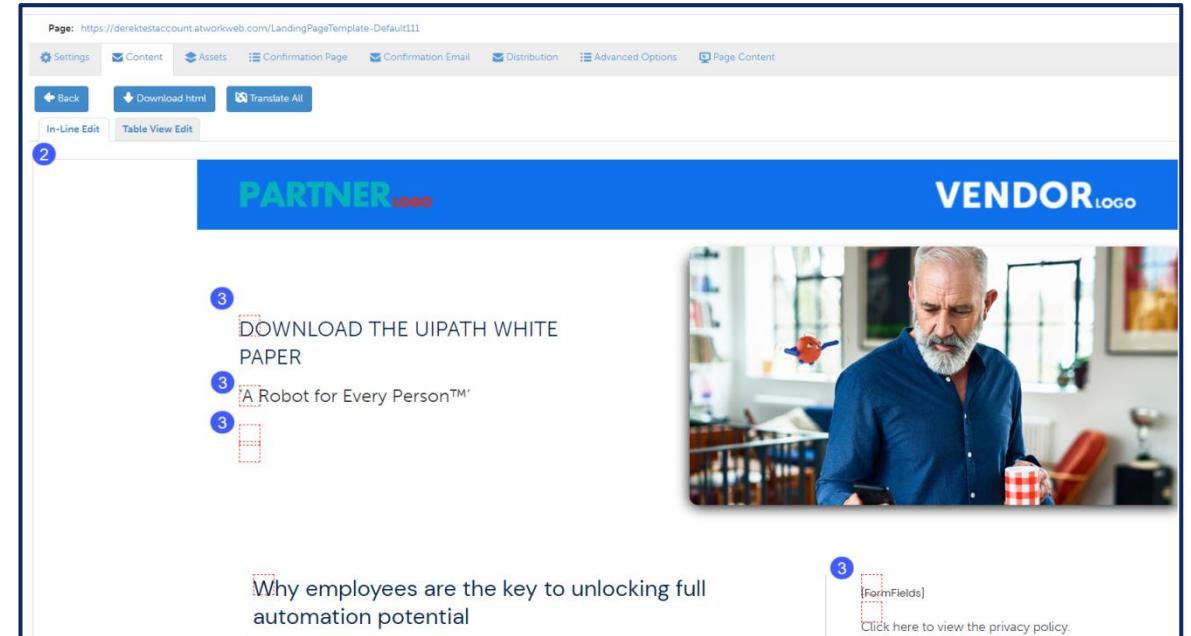 Page: https://derektestaccount.atworkweb.com/LandingPageTemplate-Default111
Settings Content Assets Confirmation Page Confirmation Email Distribution Advanced Options Page Content
Back Download html Translate All
In-Line Edit Table View Edit
2
PARTNER LOGO VENDOR LOGO
3
DOWNLOAD THE UIPATH WHITE
PAPER
3
'A Robot for Every Person™'
3
3
Why employees are the key to unlocking full
automation potential
[FormFields]
Click here to view the privacy policy.